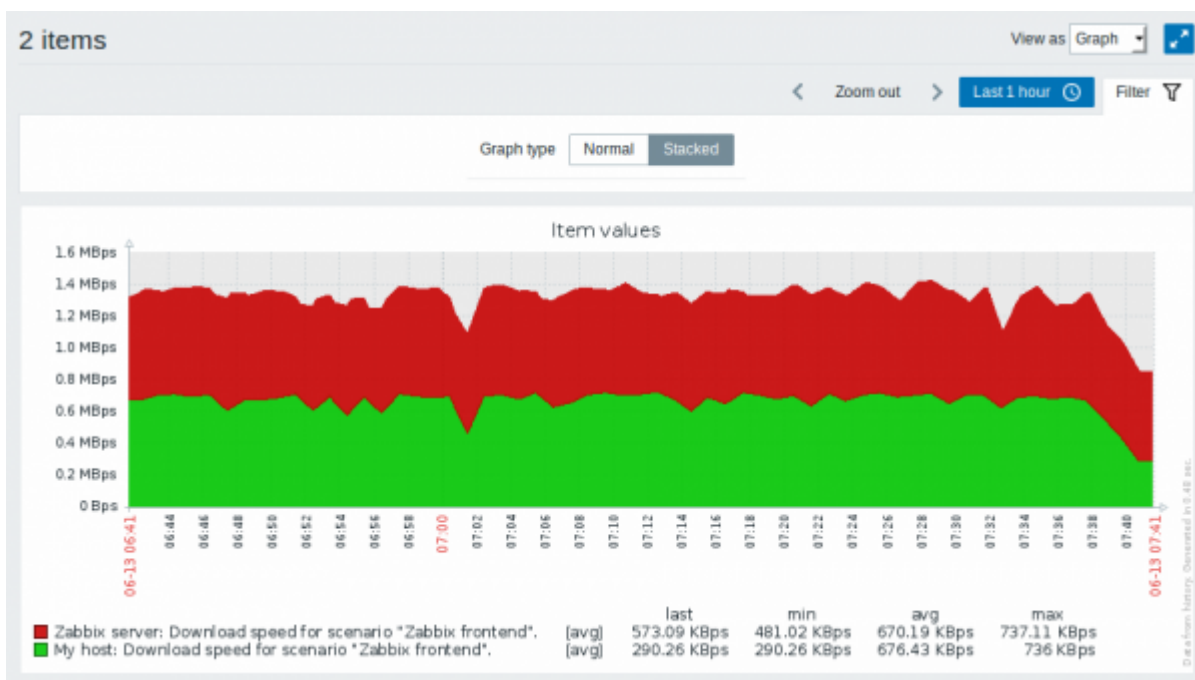 2 items
View as Graph
Zoom out Last 1 hour Filter
Graph type Normal Stacked
Item values
1.6 MBps
1.4 MBps
1.2 MBps
1.0 MBps
0.8 MBps
0.6 MBps
0.4 MBps
0.2 MBps
0 Bps
06-13 06:41 06:44 06:46 06:48 06:50 06:52 06:54 06:56 06:58 07:00 07:02 07:04 07:06 07:08 07:10 07:12 07:14 07:16 07:18 07:20 07:22 07:24 07:26 07:28 07:30 07:32 07:34 07:36 07:38 07:40 06-13 07:41
last min avg max
Zabbix server: Download speed for scenario "Zabbix frontend". [avg] 573.09 KBps 481.02 KBps 670.19 KBps 737.11 KBps
My host: Download speed for scenario "Zabbix frontend". [avg] 290.26 KBps 290.26 KBps 676.43 KBps 736 KBps
Data from history. Generated in 0.40 sec.